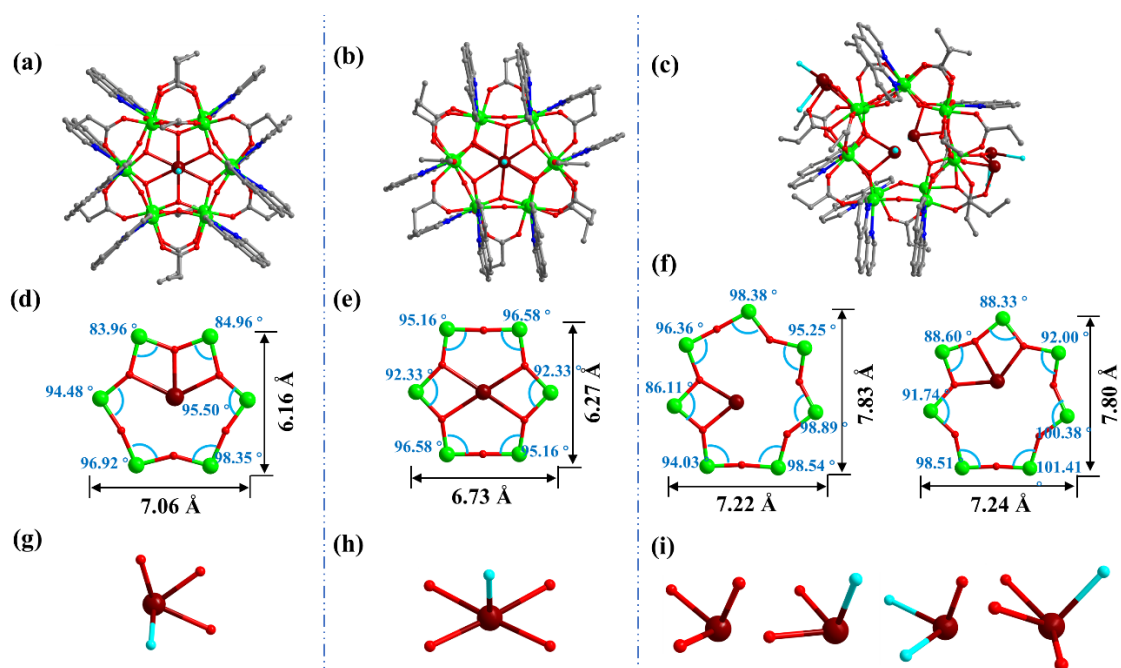 (a)
(b)
(c)
(d)
83.96 °
84.96 °
94.48 °
95.50 °
96.92 °
98.35 °
6.16 Å
7.06 Å
(e)
95.16 °
96.58 °
92.33 °
92.33 °
96.58 °
95.16 °
6.27 Å
6.73 Å
(f)
98.38 °
96.36 °
95.25 °
86.11 °
98.89 °
94.03
98.54 °
7.83 Å
7.22 Å
88.33 °
88.60 °
92.00 °
91.74
100.38 °
98.51
101.41
°
7.80 Å
7.24 Å
(g)
(h)
(i)